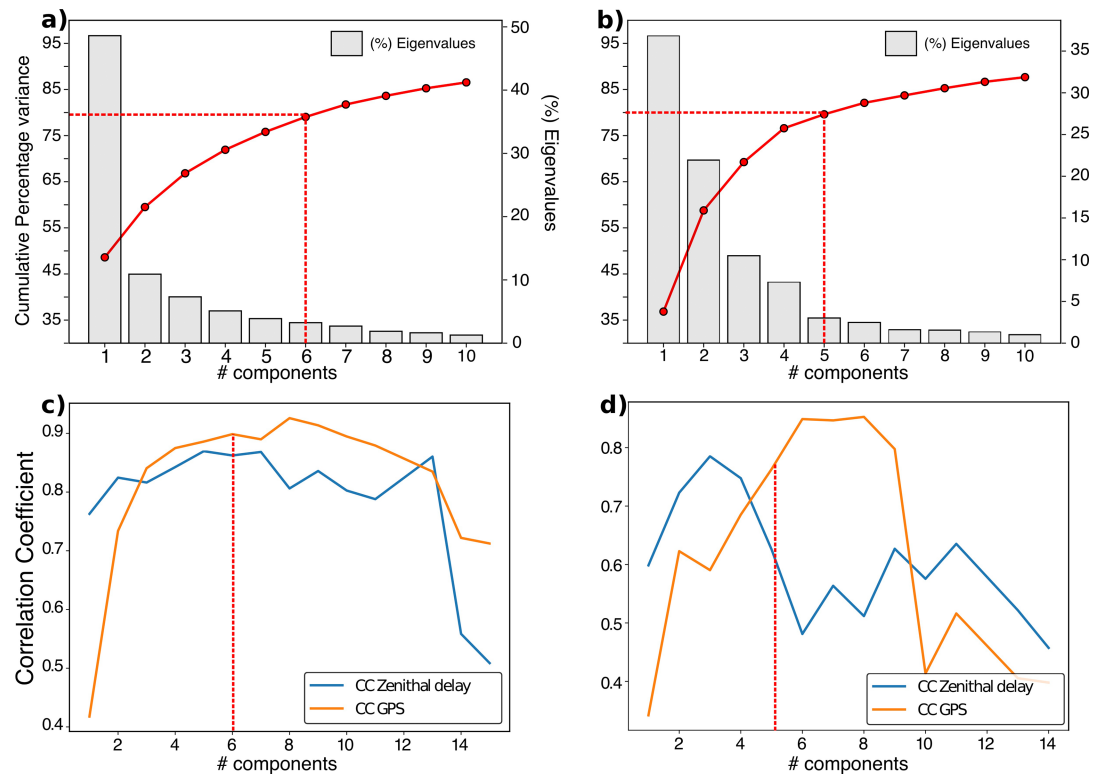 a)
(%) Eigenvalues
Cumulative Percentage variance
95
85
75
65
55
45
35
50
40
30
20
10
0
(%) Eigenvalues
1 2 3 4 5 6 7 8 9 10
# components
b)
(%) Eigenvalues
95
85
75
65
55
45
35
35
30
25
20
15
10
5
0
1 2 3 4 5 6 7 8 9 10
# components
c)
Correlation Coefficient
0.9
0.8
0.7
0.6
0.5
0.4
CC Zenithal delay
CC GPS
2 4 6 8 10 12 14
# components
d)
0.8
0.7
0.6
0.5
0.4
CC Zenithal delay
CC GPS
2 4 6 8 10 12 14
# components